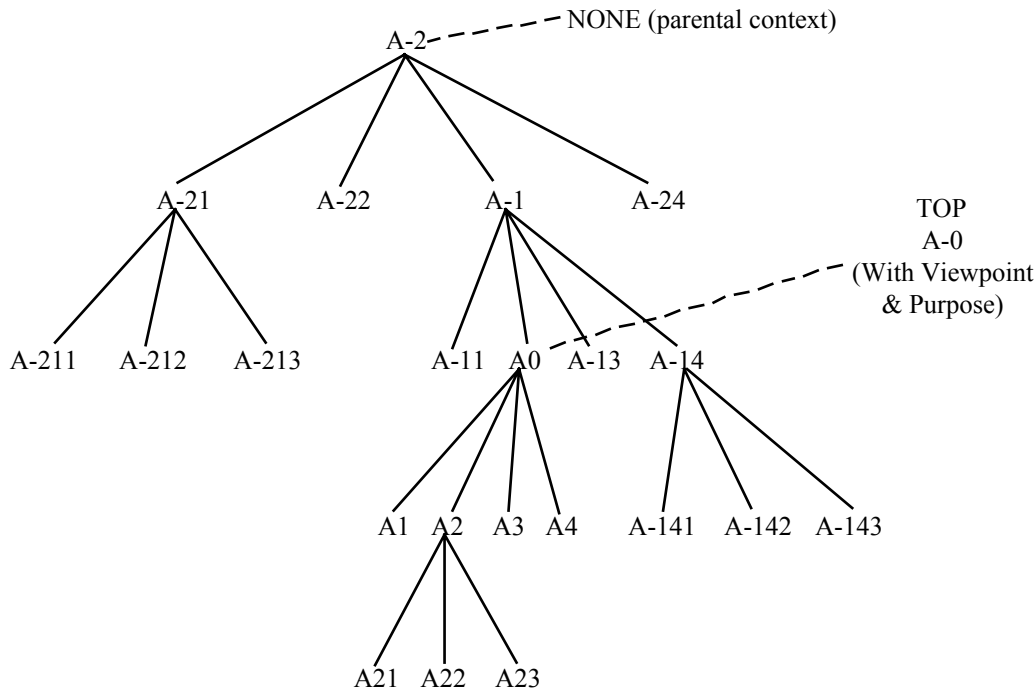 NONE (parental context)
A-2
A-21
A-22
A-1
A-24
TOP
A-0
(With Viewpoint
& Purpose)
A-211
A-212
A-213
A-11
A0
A-13
A-14
A1
A2
A3
A4
A-141
A-142
A-143
A21
A22
A23